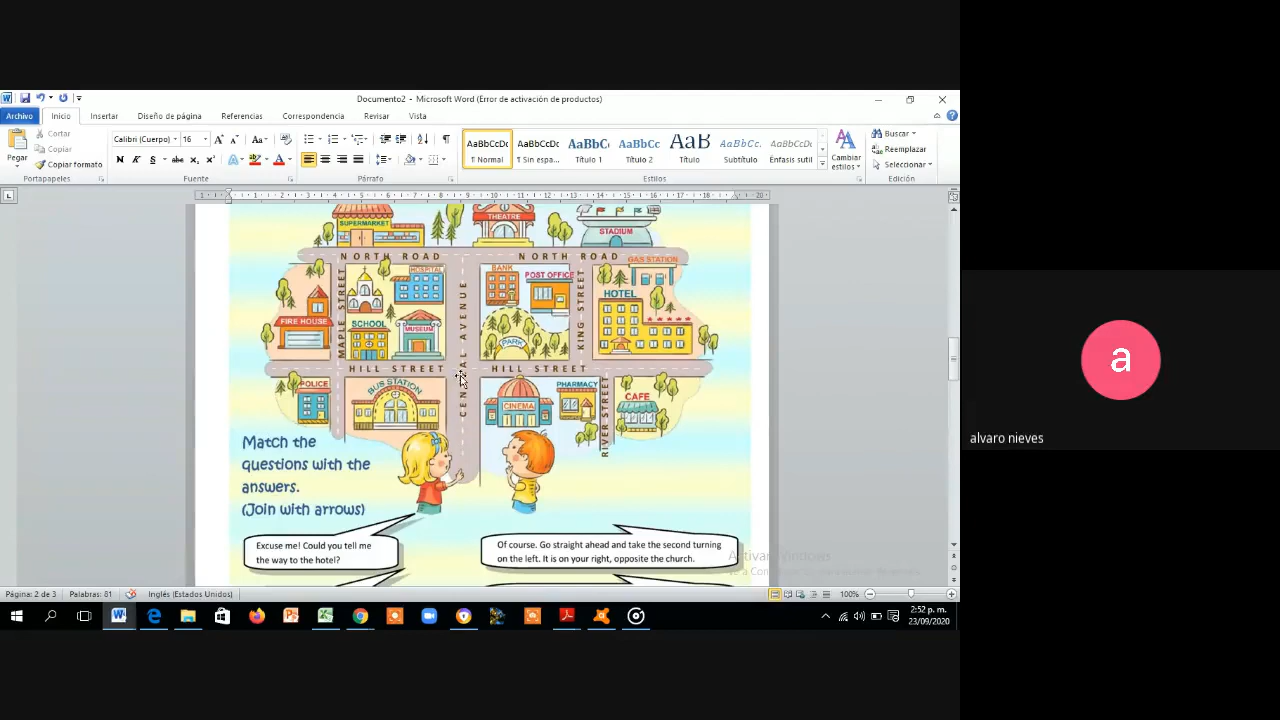 Documento2 - Microsoft Word (Error de activación de productos)
Archivo Inicio Insertar Diseño de página Referencias Correspondencia Revisar Vista
Cortar
Copiar
Copiar formato
Pegar
Portapapeles
Calibri (Cuerpo) 16
Fuente
Párrafo
AaBbCcDc AaBbCcDc AaBbC AaBbCc AaB AaBbCc. AaBbCcDc
¶ Normal ¶ Sin espa... Título 1 Título 2 Título Subtítulo Énfasis sutil
Estilos
Cambiar estilos
Buscar
Reemplazar
Seleccionar
Edición
SUPERMARKET
THEATRE
STADIUM
NORTH ROAD NORTH ROAD
GAS STATION
HOSPITAL
BANK
POST OFFICE
HOTEL
MAPLE STREET
CENTRAL AVENUE
KING STREET
FIRE HOUSE
SCHOOL
MUSEUM
PARK
HILL STREET HILL STREET
POLICE
BUS STATION
CINEMA
PHARMACY
RIVER STREET
CAFE
Match the
questions with the
answers.
(Join with arrows)
Excuse me! Could you tell me
the way to the hotel?
Of course. Go straight ahead and take the second turning
on the left. It is on your right, opposite the church.
Activar Windows
Página: 2 de 3 Palabras: 81 Inglés (Estados Unidos) 100%
2:52 p. m.
23/09/2020
a
alvaro nieves